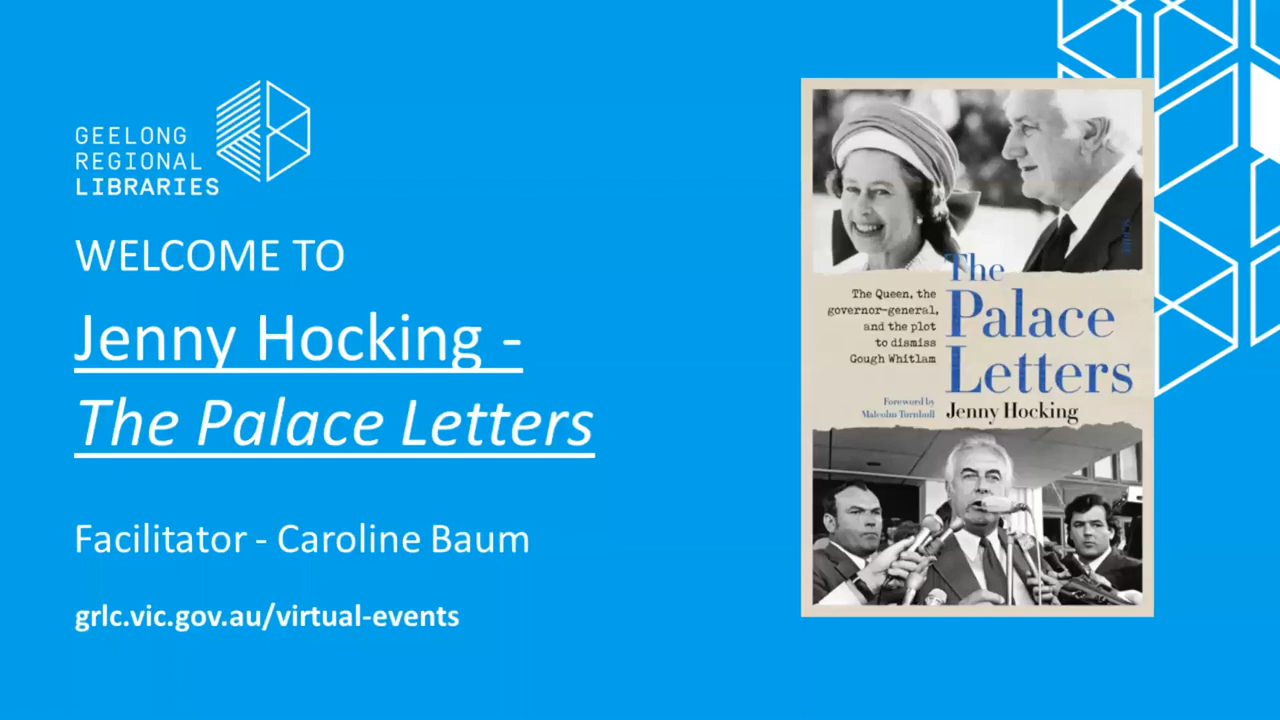 GEELONG
REGIONAL
LIBRARIES
WELCOME TO
Jenny Hocking -
The Palace Letters
Facilitator - Caroline Baum
grlc.vic.gov.au/virtual-events
The Queen, the
governor-general,
and the plot
to dismiss
Gough Whitlam
The
Palace
Letters
Foreword by
Malcolm Turnbull
Jenny Hocking